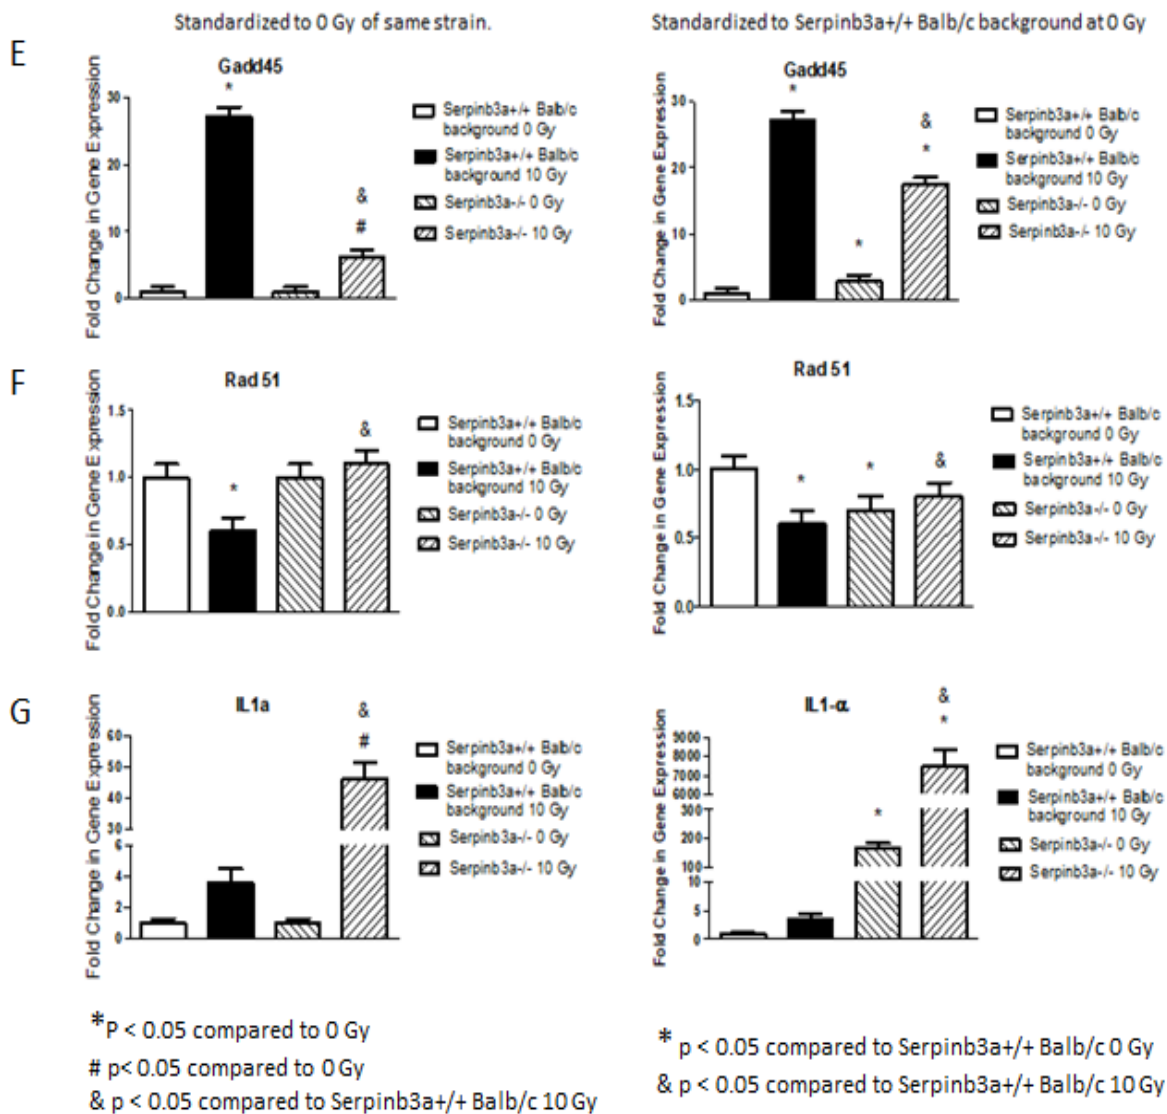 Standardized to 0 Gy of same strain.
Standardized to Serpinb3a+/+ Balb/c background at 0 Gy
E
Gadd45
*
&
#
Fold Change in Gene Expression
30
20
10
0
Serpinb3a+/+ Balb/c
background 0 Gy
Serpinb3a+/+ Balb/c
background 10 Gy
Serpinb3a-/- 0 Gy
Serpinb3a-/- 10 Gy
Gadd45
*
*
&
*
Fold Change in Gene Expression
30
20
10
0
Serpinb3a+/+ Balb/c
background 0 Gy
Serpinb3a+/+ Balb/c
background 10 Gy
Serpinb3a-/- 0 Gy
Serpinb3a-/- 10 Gy
F
Rad 51
*
&
Fold Change in Gene Expression
1.5
1.0
0.5
0.0
Serpinb3a+/+ Balb/c
background 0 Gy
Serpinb3a+/+ Balb/c
background 10 Gy
Serpinb3a-/- 0 Gy
Serpinb3a-/- 10 Gy
Rad 51
*
*
&
Fold Change in Gene Expression
1.5
1.0
0.5
0.0
Serpinb3a+/+ Balb/c
background 0 Gy
Serpinb3a+/+ Balb/c
background 10 Gy
Serpinb3a-/- 0 Gy
Serpinb3a-/- 10 Gy
G
IL1a
&
#
Fold Change in Gene Expression
60
50
40
30
6
4
2
0
Serpinb3a+/+ Balb/c
background 0 Gy
Serpinb3a+/+ Balb/c
background 10 Gy
Serpinb3a-/- 0 Gy
Serpinb3a-/- 10 Gy
IL1-α.
*
&
*
Fold Change in Gene Expression
9000
8000
7000
6000
300
200
100
10
5
0
Serpinb3a+/+ Balb/c
background 0 Gy
Serpinb3a+/+ Balb/c
background 10 Gy
Serpinb3a-/- 0 Gy
Serpinb3a-/- 10 Gy
*P < 0.05 compared to 0 Gy
# p< 0.05 compared to 0 Gy
& p < 0.05 compared to Serpinb3a+/+ Balb/c 10 Gy
* p < 0.05 compared to Serpinb3a+/+ Balb/c 0 Gy
& p < 0.05 compared to Serpinb3a+/+ Balb/c 10 Gy